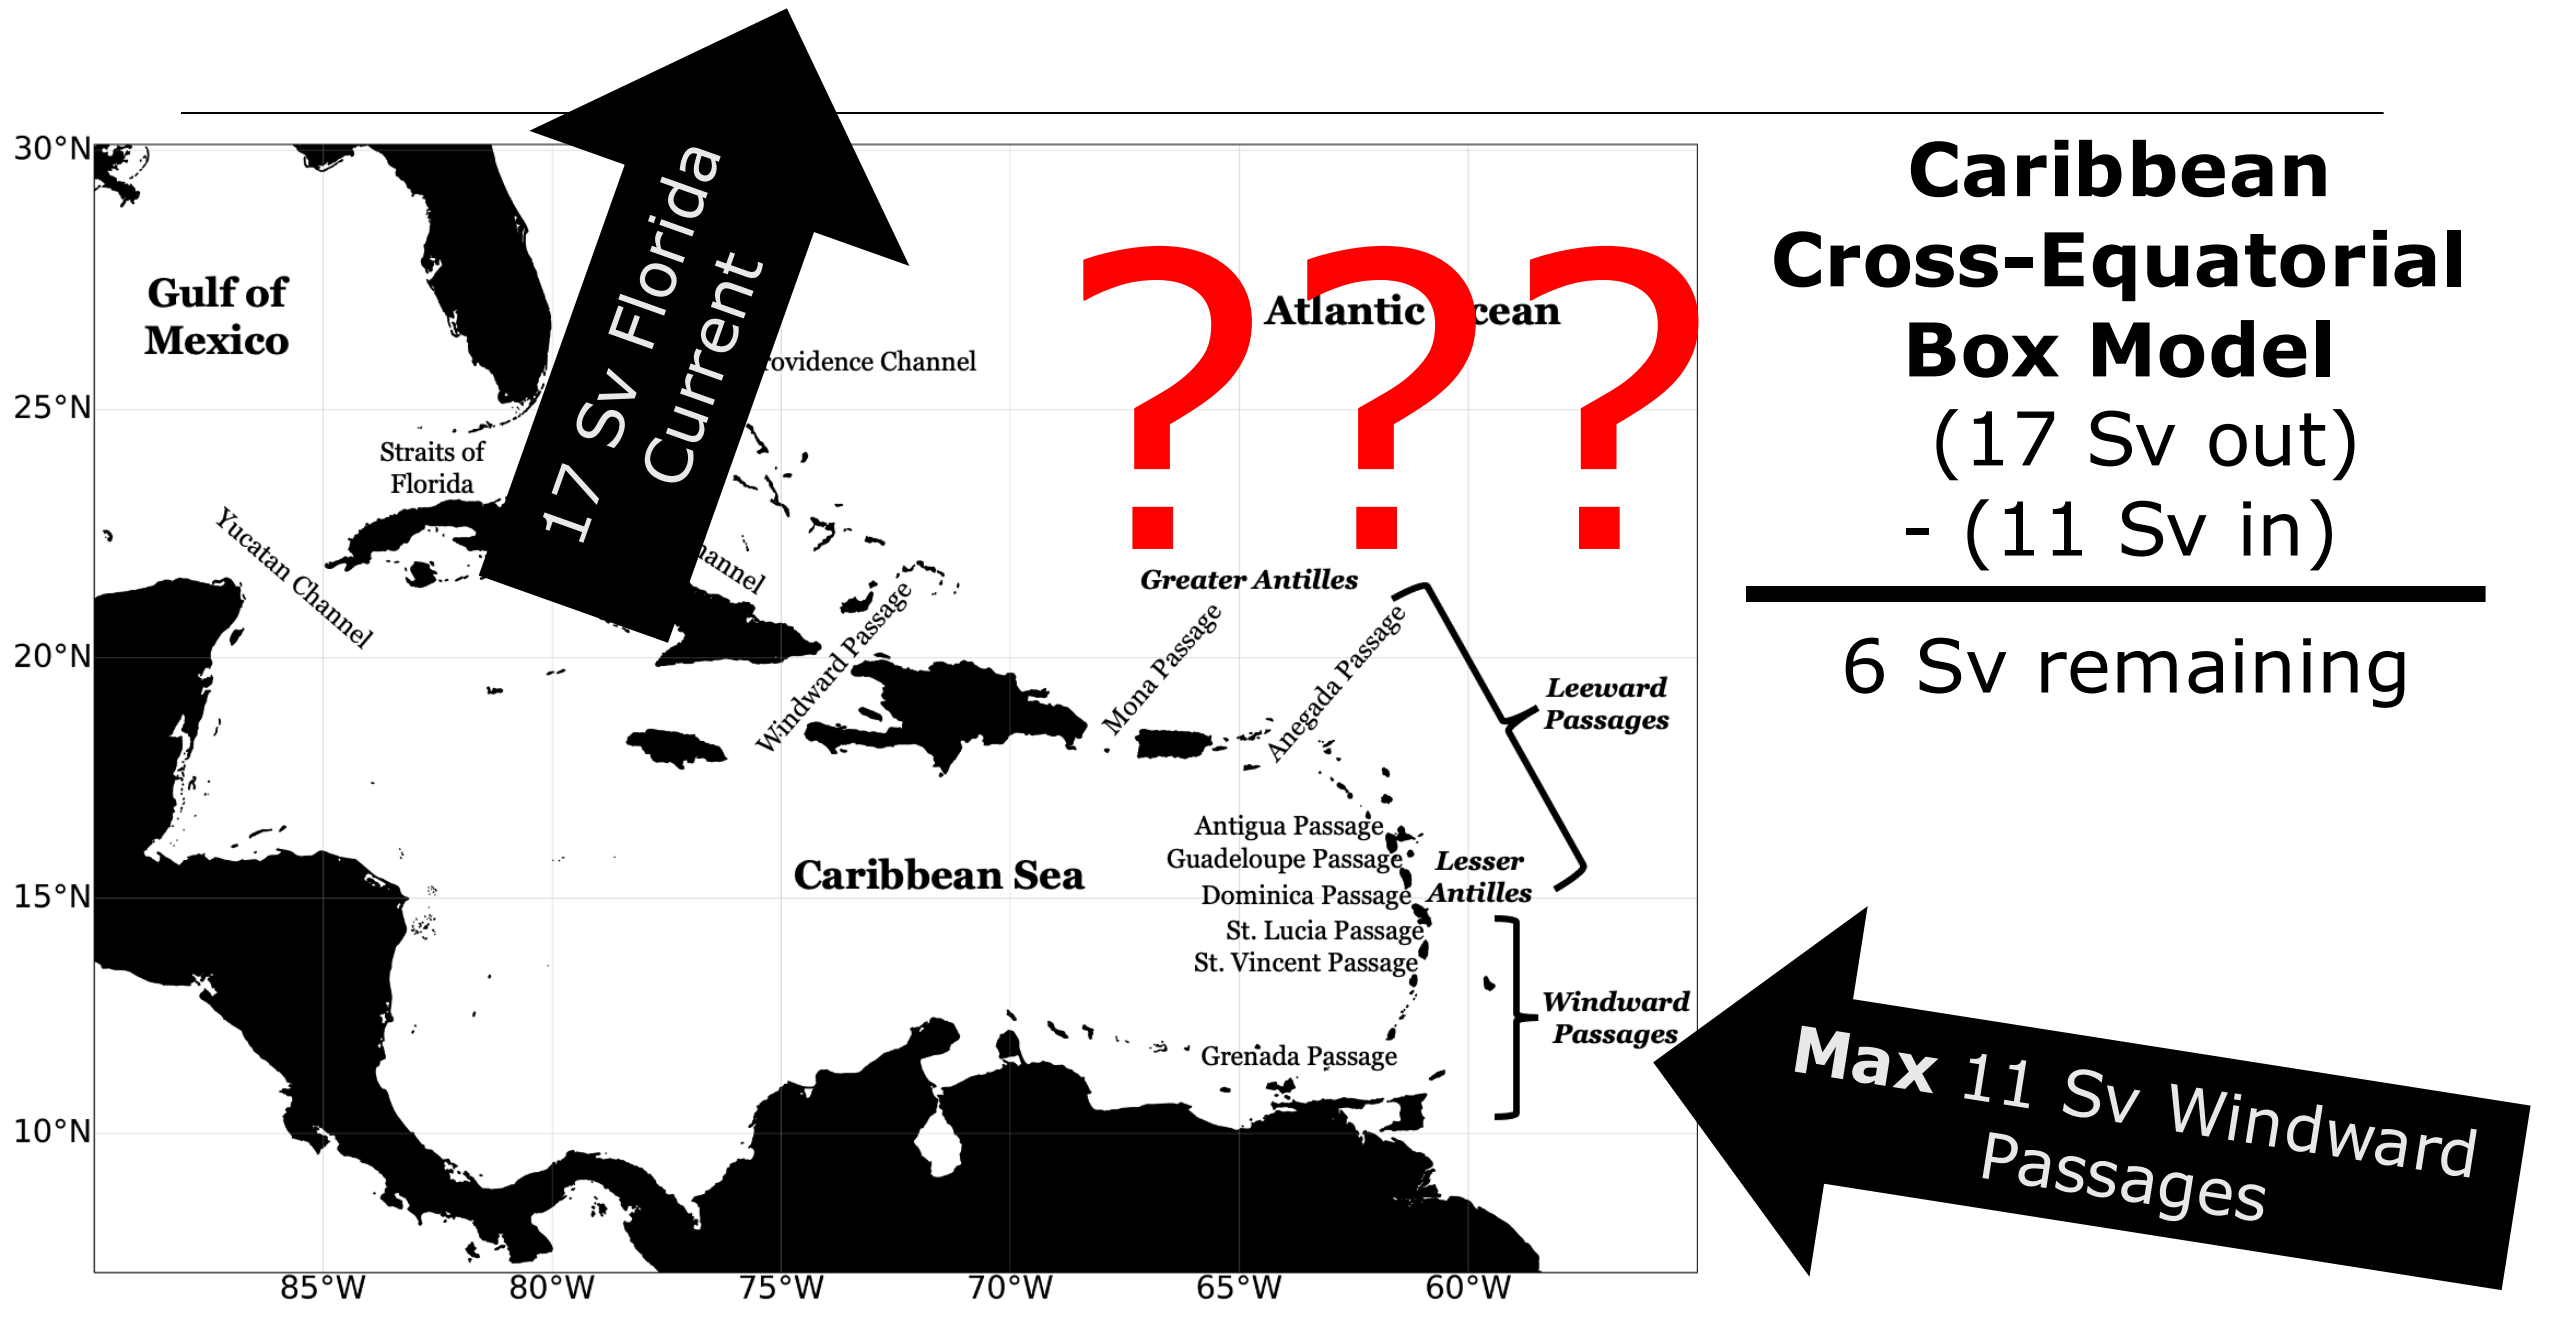 30°N
25°N
20°N
15°N
10°N
85°W
80°W
75°W
70°W
65°W
60°W
Gulf of
Mexico
17 Sv Florida
Current
???
Atlantic
Straits of
Florida
Yucatan Channel
Channel
Windward Passage
Greater Antilles
Mona Passage
Anegada Passage
Leeward
Passages
Antigua Passage
Guadeloupe Passage
Dominica Passage
St. Lucia Passage
St. Vincent Passage
Grenada Passage
Lesser
Antilles
Caribbean Sea
Windward
Passages
Caribbean
Cross-Equatorial
Box Model
(17 Sv out)
- (11 Sv in)
6 Sv remaining
Max 11 Sv Windward
Passages